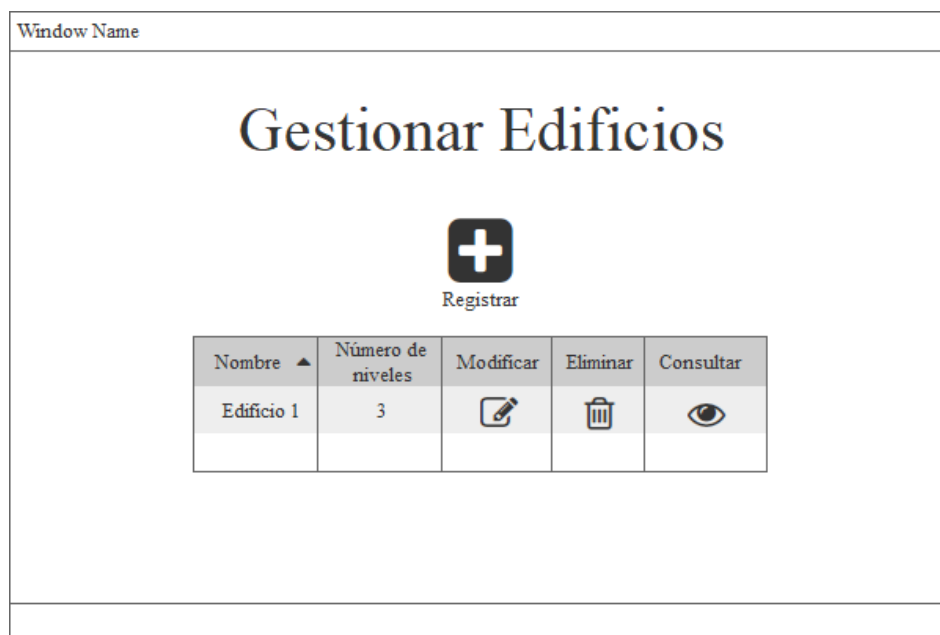 Window Name
Gestionar Edificios
Registrar
Nombre Número de niveles Modificar Eliminar Consultar
Edificio 1 3